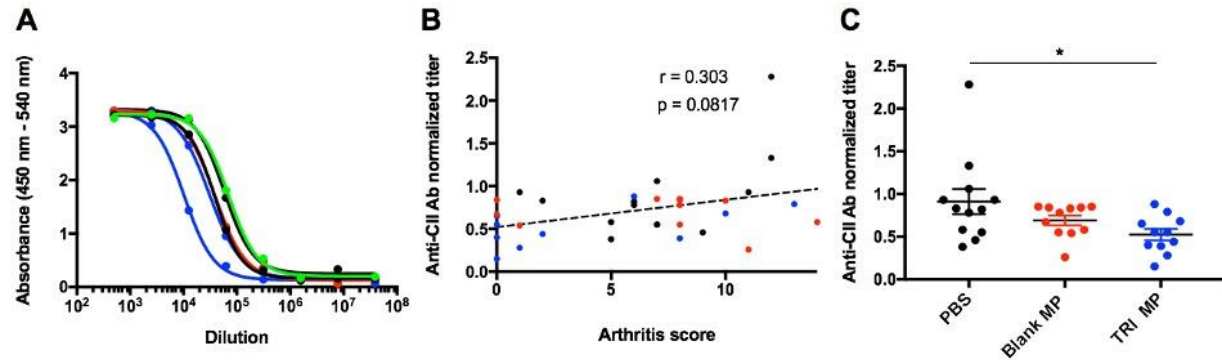 A
B
C
Absorbance (450 nm - 540 nm)
4
3
2
1
0
10² 10³ 10⁴ 10⁵ 10⁶ 10⁷ 10⁸
Dilution
Anti-CII Ab normalized titer
2.5
2.0
1.5
1.0
0.5
0.0
r = 0.303
p = 0.0817
0 5 10
Arthritis score
Anti-CII Ab normalized titer
2.5
2.0
1.5
1.0
0.5
0.0
*
PBS
Blank MP
TRI MP